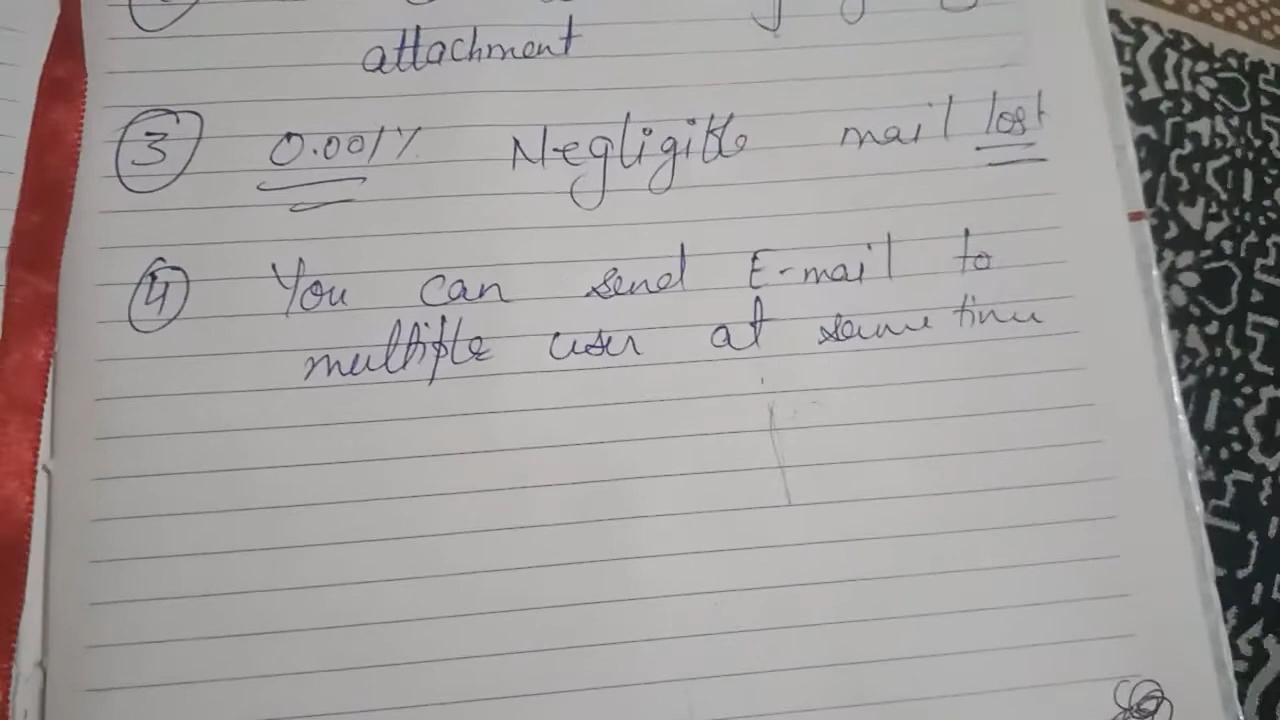 attachment
③ 0.001% Negligible mail lost
④ You can send E-mail to
multiple user at same time